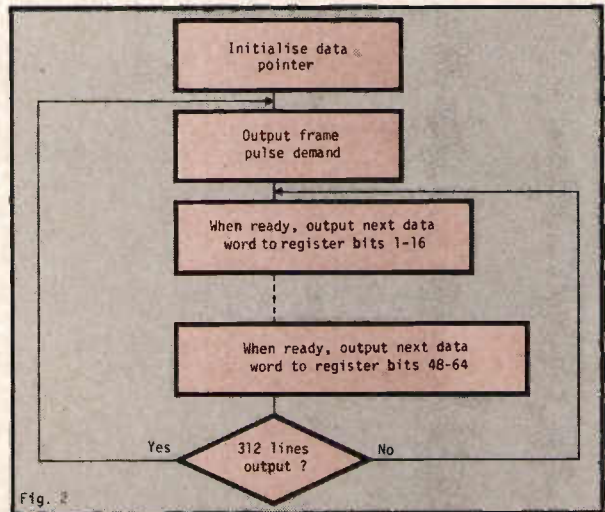 Initialise data
pointer
Output frame
pulse demand
When ready, output next data
word to register bits 1-16
When ready, output next data
word to register bits 48-64
312 lines
output ?
Yes
No
Fig. 2